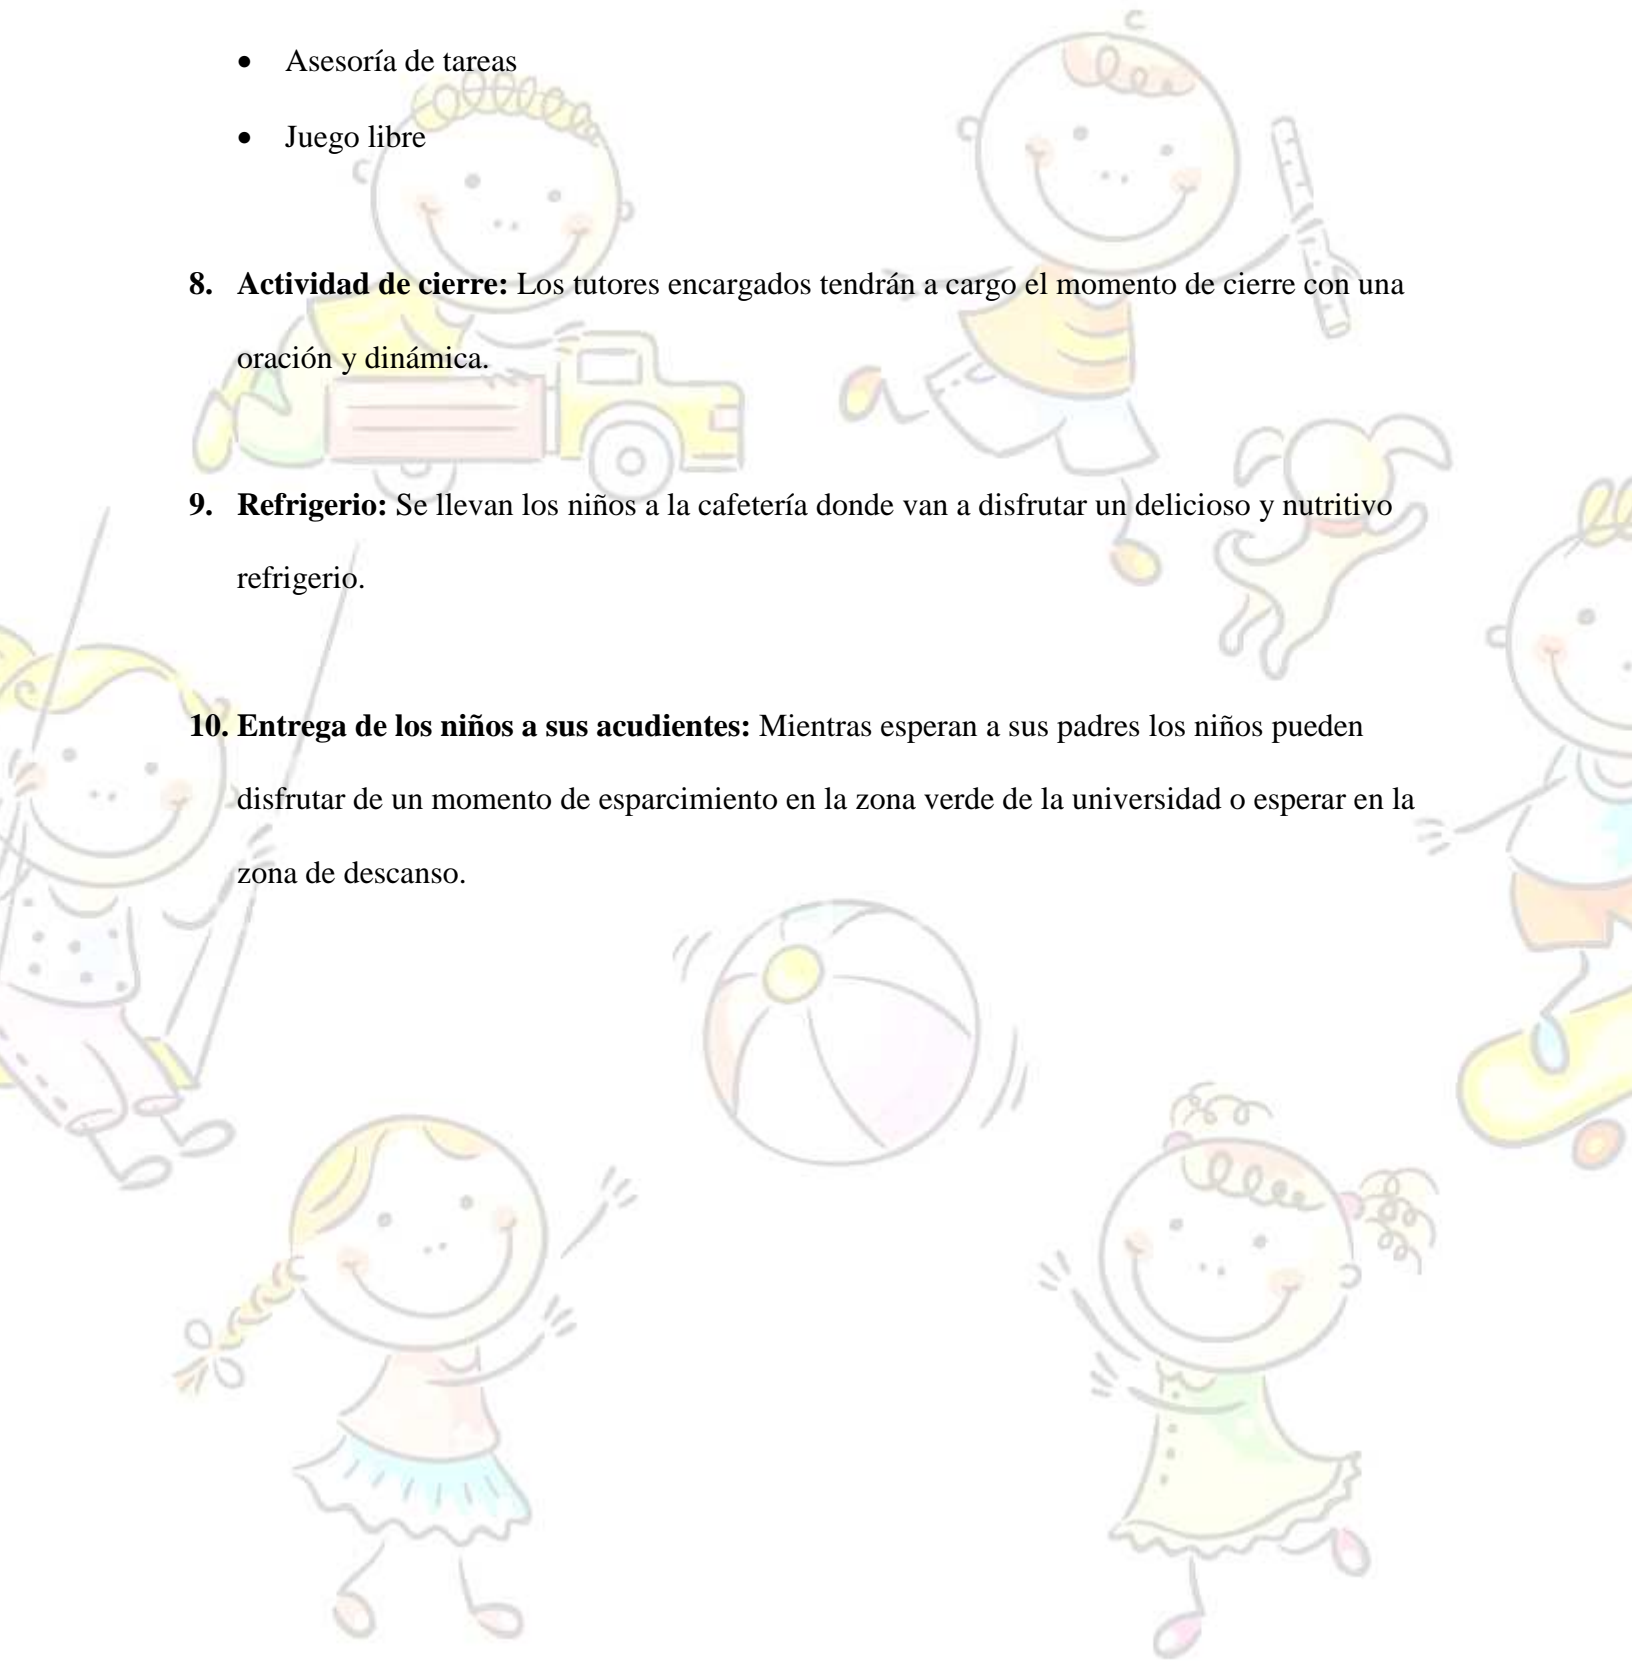 • Asesoría de tareas
• Juego libre
8. Actividad de cierre: Los tutores encargados tendrán a cargo el momento de cierre con una
oración y dinámica.
9. Refrigerio: Se llevan los niños a la cafetería donde van a disfrutar un delicioso y nutritivo
refrigerio.
10. Entrega de los niños a sus acudientes: Mientras esperan a sus padres los niños pueden
disfrutar de un momento de esparcimiento en la zona verde de la universidad o esperar en la
zona de descanso.